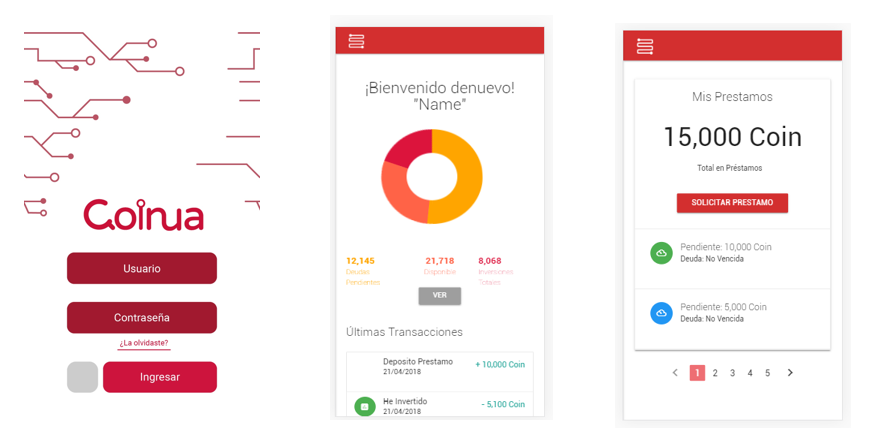 Coinua
Usuario
Contraseña
¿La olvidaste?
Ingresar
¡Bienvenido denuevo!
"Name"
12,145
Deudas
Pendientes
21,718
Disponible
8,068
Inversiones
Totales
VER
Últimas Transacciones
Deposito Prestamo
21/04/2018
+ 10,000 Coin
He Invertido
21/04/2018
- 5,100 Coin
Mis Prestamos
15,000 Coin
Total en Préstamos
SOLICITAR PRESTAMO
Pendiente: 10,000 Coin
Deuda: No Vencida
Pendiente: 5,000 Coin
Deuda: No Vencida
< 1 2 3 4 5 >